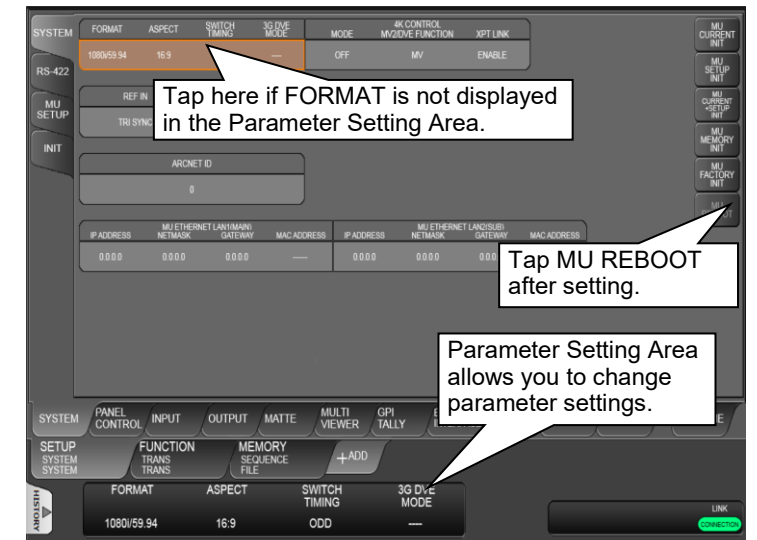 SYSTEM
FORMAT ASPECT SWITCH TIMING 3G DVE MODE
1080i/59.94 16:9 ----
4K CONTROL
MODE MV2/DVE FUNCTION XPT LINK
OFF MV ENABLE
MU CURRENT INIT
RS-422
MU SETUP INIT
MU SETUP
REF IN
TRI SYNC
Tap here if FORMAT is not displayed
in the Parameter Setting Area.
MU CURRENT +SETUP INIT
INIT
MU MEMORY INIT
ARCNET ID
0
MU FACTORY INIT
MU
MU ETHERNET LAN1(MAIN)
IP ADDRESS NETMASK GATEWAY MAC ADDRESS
0.0.0.0 0.0.0.0 0.0.0.0 -----
MU ETHERNET LAN2(SUB)
IP ADDRESS NETMASK GATEWAY MAC ADDRESS
0.0.0.0 0.0.0.0
Tap MU REBOOT
after setting.
Parameter Setting Area
allows you to change
parameter settings.
SYSTEM PANEL CONTROL INPUT OUTPUT MATTE MULTI VIEWER GPI TALLY
SETUP
SYSTEM
SYSTEM
FUNCTION
TRANS
TRANS
MEMORY
SEQUENCE
FILE
+ADD
HISTORY
FORMAT ASPECT SWITCH TIMING 3G DVE MODE
1080i/59.94 16:9 ODD ----
LINK
CONNECTION